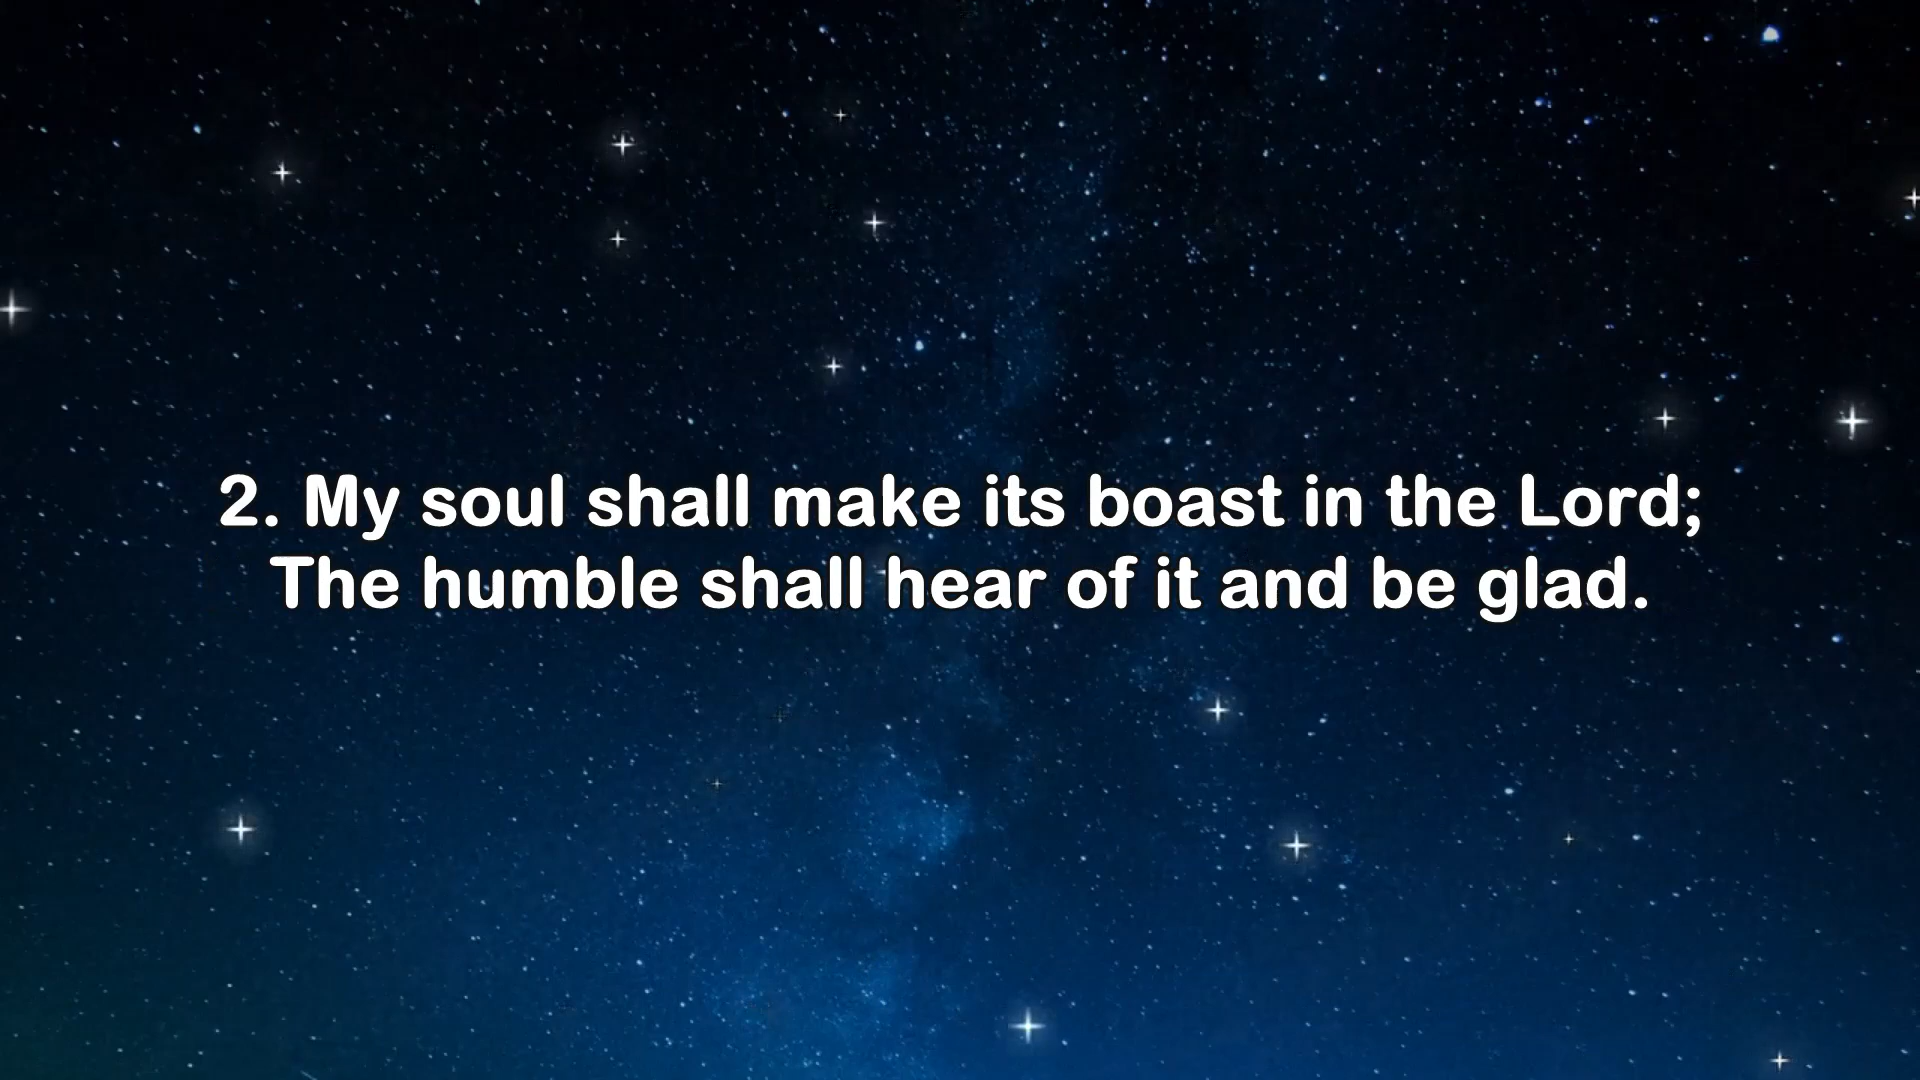 2. My soul shall make its boast in the Lord;
The humble shall hear of it and be glad.